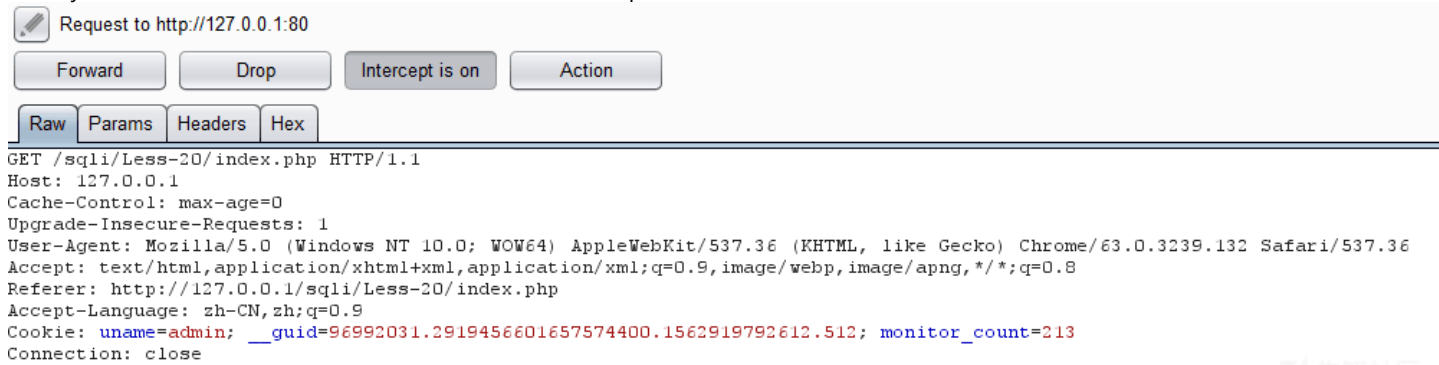 Request to http://127.0.0.1:80
Forward Drop Intercept is on Action
Raw Params Headers Hex
GET /sqli/Less-20/index.php HTTP/1.1
Host: 127.0.0.1
Cache-Control: max-age=0
Upgrade-Insecure-Requests: 1
User-Agent: Mozilla/5.0 (Windows NT 10.0; WOW64) AppleWebKit/537.36 (KHTML, like Gecko) Chrome/63.0.3239.132 Safari/537.36
Accept: text/html,application/xhtml+xml,application/xml;q=0.9,image/webp,image/apng,*/*;q=0.8
Referer: http://127.0.0.1/sqli/Less-20/index.php
Accept-Language: zh-CN,zh;q=0.9
Cookie: uname=admin; __guid=96992031.2919456601657574400.1562919792612.512; monitor_count=213
Connection: close